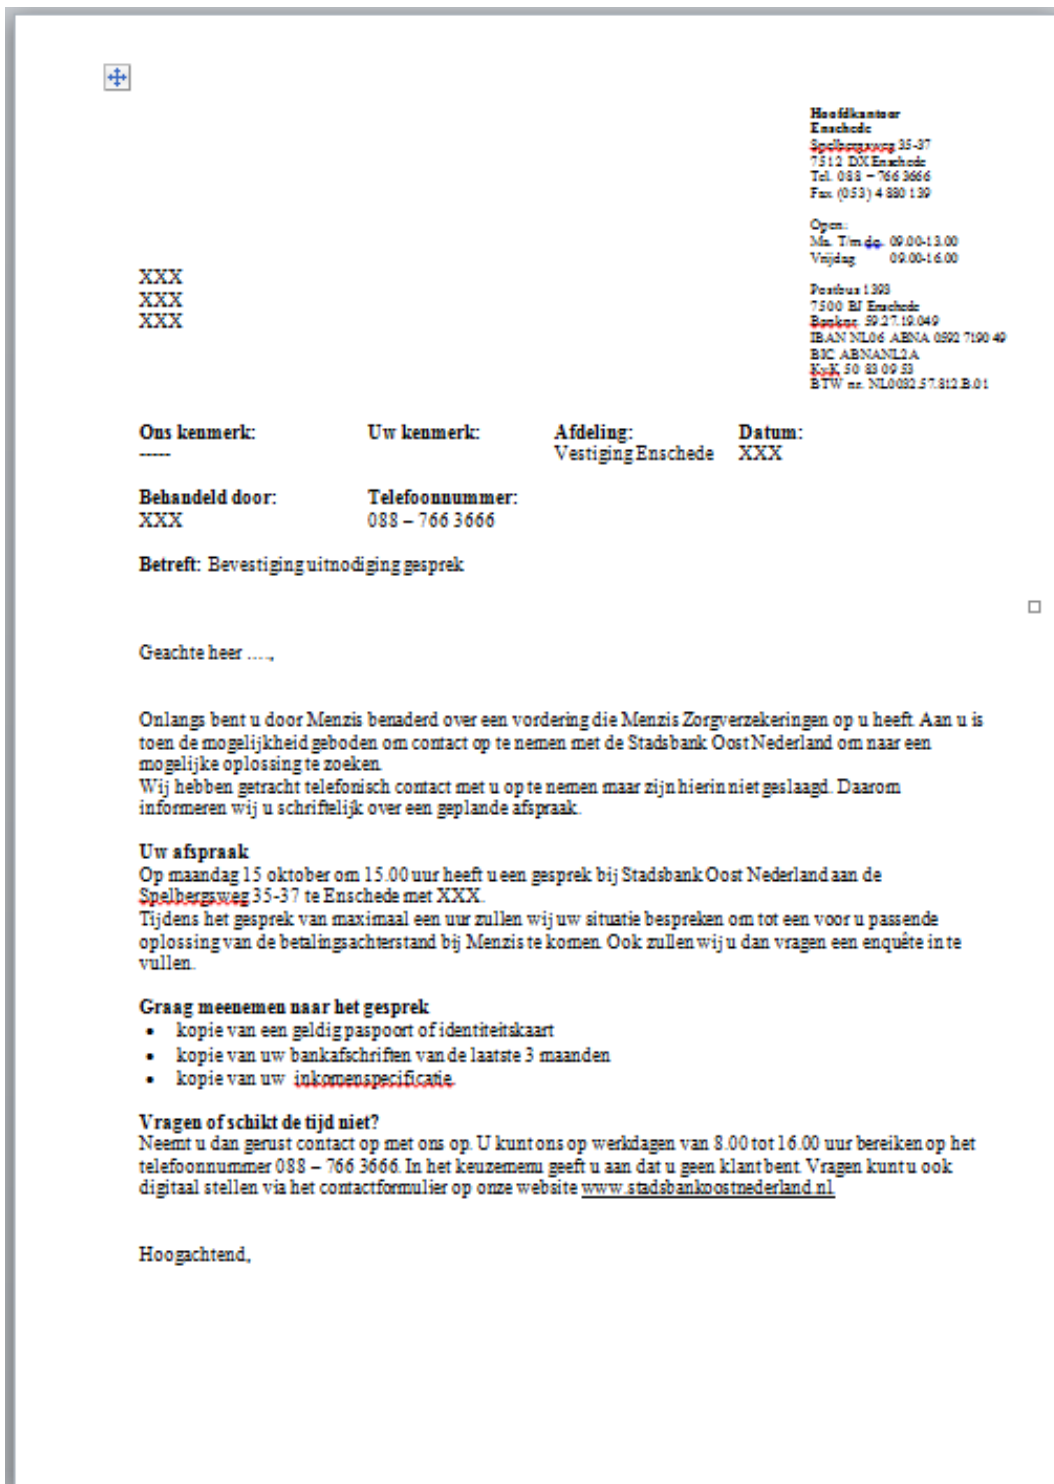 Hoofdkantoor
Enschede
Spelbergsweg 35-37
7512 DX Enschede
Tel. 088 – 766 3666
Fax (053) 4 880 139
Open:
Ma. T/m do. 09.00-13.00
Vrijdag 09.00-16.00
XXX
XXX
XXX
Postbus 1393
7500 BJ Enschede
Banknr. 59.27.19.049
IBAN NL06 ABNA 0592 7190 49
BIC ABNANL2A
KvK 50 83 09 53
BTW nr. NL0032.57.812.B.01
Ons kenmerk: Uw kenmerk: Afdeling: Datum:
----- Vestiging Enschede XXX
Behandeld door: Telefoonnummer:
XXX 088 – 766 3666
Betreft: Bevestiging uitnodiging gesprek
Geachte heer ….,
Onlangs bent u door Menzis benaderd over een vordering die Menzis Zorgverzekeringen op u heeft. Aan u is
toen de mogelijkheid geboden om contact op te nemen met de Stadsbank Oost Nederland om naar een
mogelijke oplossing te zoeken.
Wij hebben getracht telefonisch contact met u op te nemen maar zijn hierin niet geslaagd. Daarom
informeren wij u schriftelijk over een geplande afspraak.
Uw afspraak
Op maandag 15 oktober om 15.00 uur heeft u een gesprek bij Stadsbank Oost Nederland aan de
Spelbergsweg 35-37 te Enschede met XXX.
Tijdens het gesprek van maximaal een uur zullen wij uw situatie bespreken om tot een voor u passende
oplossing van de betalingsachterstand bij Menzis te komen. Ook zullen wij u dan vragen een enquête in te
vullen.
Graag meenemen naar het gesprek
• kopie van een geldig paspoort of identiteitskaart
• kopie van uw bankafschriften van de laatste 3 maanden
• kopie van uw inkomenspecificatie.
Vragen of schikt de tijd niet?
Neemt u dan gerust contact op met ons op. U kunt ons op werkdagen van 8.00 tot 16.00 uur bereiken op het
telefoonnummer 088 – 766 3666. In het keuzemenu geeft u aan dat u geen klant bent. Vragen kunt u ook
digitaal stellen via het contactformulier op onze website www.stadsbankoostnederland.nl.
Hoogachtend,